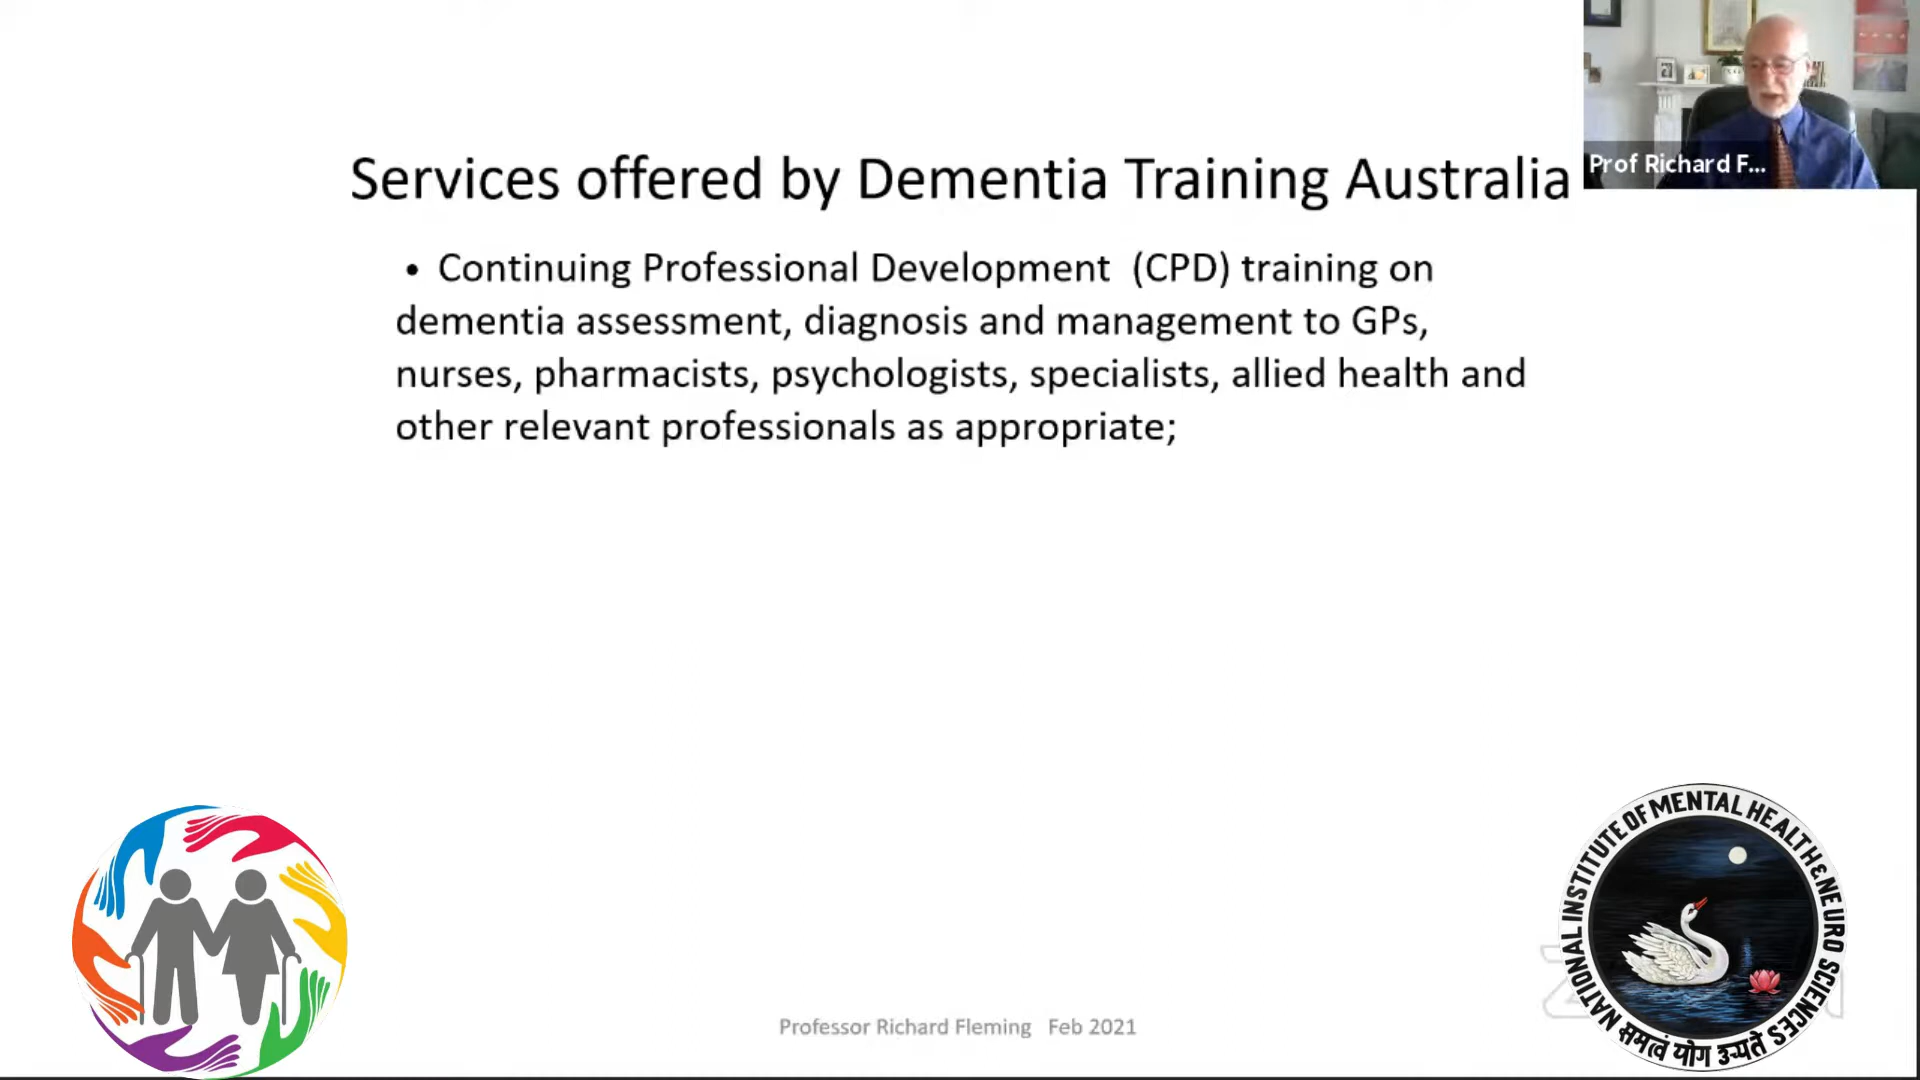 Services offered by Dementia Training Australia
Prof Richard F...
• Continuing Professional Development (CPD) training on
dementia assessment, diagnosis and management to GPs,
nurses, pharmacists, psychologists, specialists, allied health and
other relevant professionals as appropriate;
Professor Richard Fleming Feb 2021
NATIONAL INSTITUTE OF MENTAL HEALTH & NEURO SCIENCES
समत्वं योग उच्यते